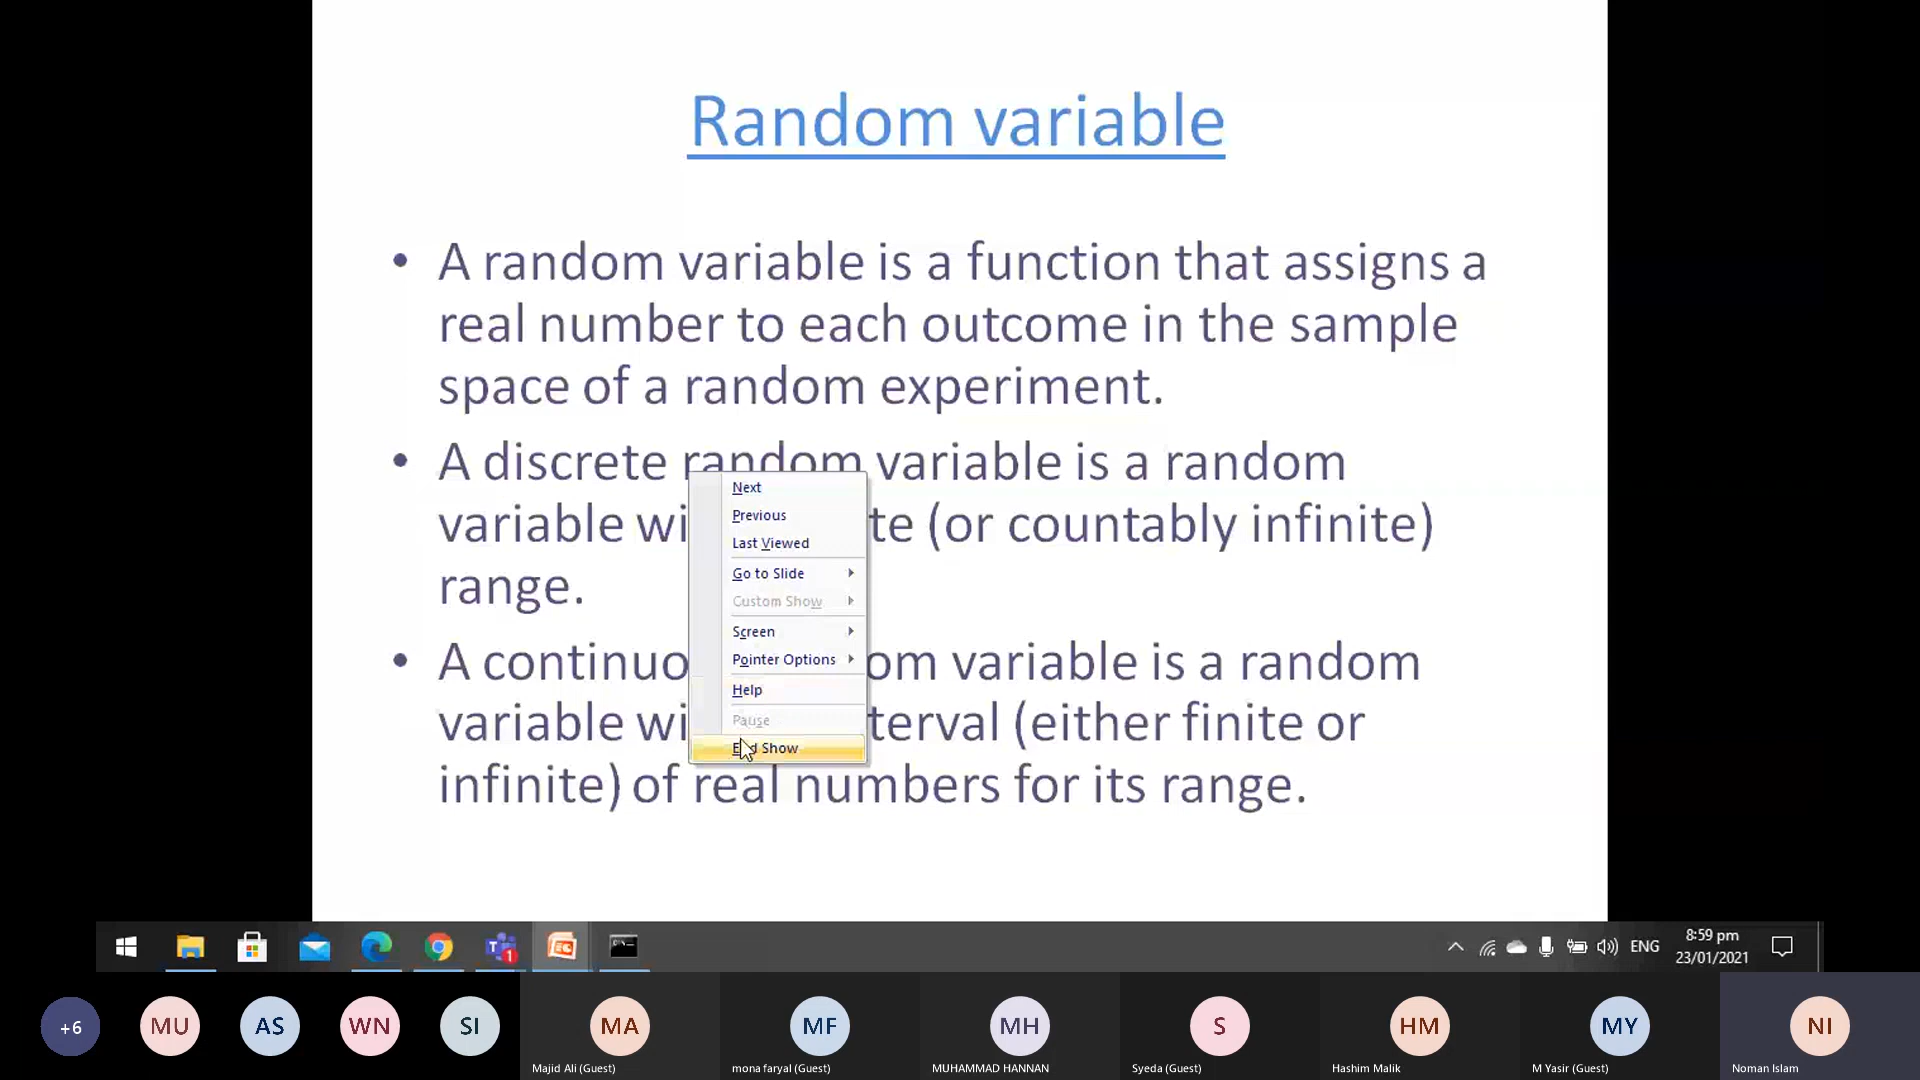 Random variable
• A random variable is a function that assigns a
real number to each outcome in the sample
space of a random experiment.
• A discrete random variable is a random
variable wi te (or countably infinite)
range.
• A continuo om variable is a random
variable wi terval (either finite or
infinite) of real numbers for its range.
Next
Previous
Last Viewed
Go to Slide
Custom Show
Screen
Pointer Options
Help
Pause
End Show
1
ENG
8:59 pm
23/01/2021
+6
MU
AS
WN
SI
MA
MF
MH
S
HM
MY
NI
Majid Ali (Guest)
mona faryal (Guest)
MUHAMMAD HANNAN
Syeda (Guest)
Hashim Malik
M Yasir (Guest)
Noman Islam